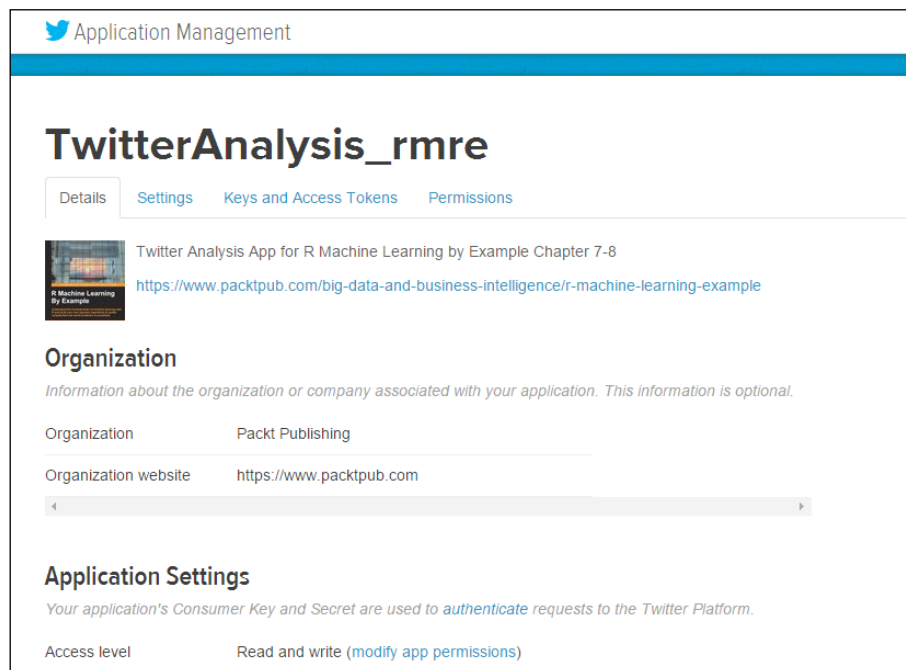 Application Management
TwitterAnalysis_rmre
Details Settings Keys and Access Tokens Permissions
Twitter Analysis App for R Machine Learning by Example Chapter 7-8
https://www.packtpub.com/big-data-and-business-intelligence/r-machine-learning-example
R Machine Learning
By Example
Organization
Information about the organization or company associated with your application. This information is optional.
Organization Packt Publishing
Organization website https://www.packtpub.com
Application Settings
Your application's Consumer Key and Secret are used to authenticate requests to the Twitter Platform.
Access level Read and write (modify app permissions)